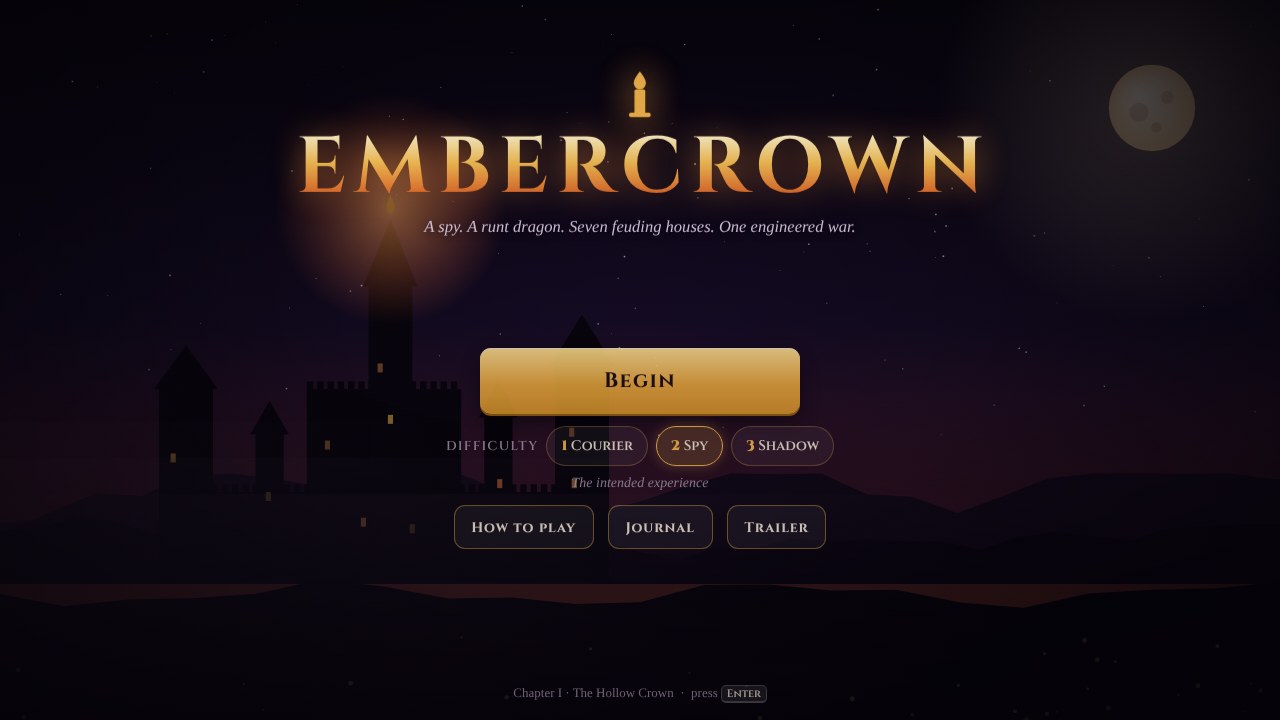 EMBERCROWN
A spy. A runt dragon. Seven feuding houses. One engineered war.
Begin
DIFFICULTY 1 Courier 2 Spy 3 Shadow
The intended experience
How to play Journal Trailer
Chapter I · The Hollow Crown · press Enter